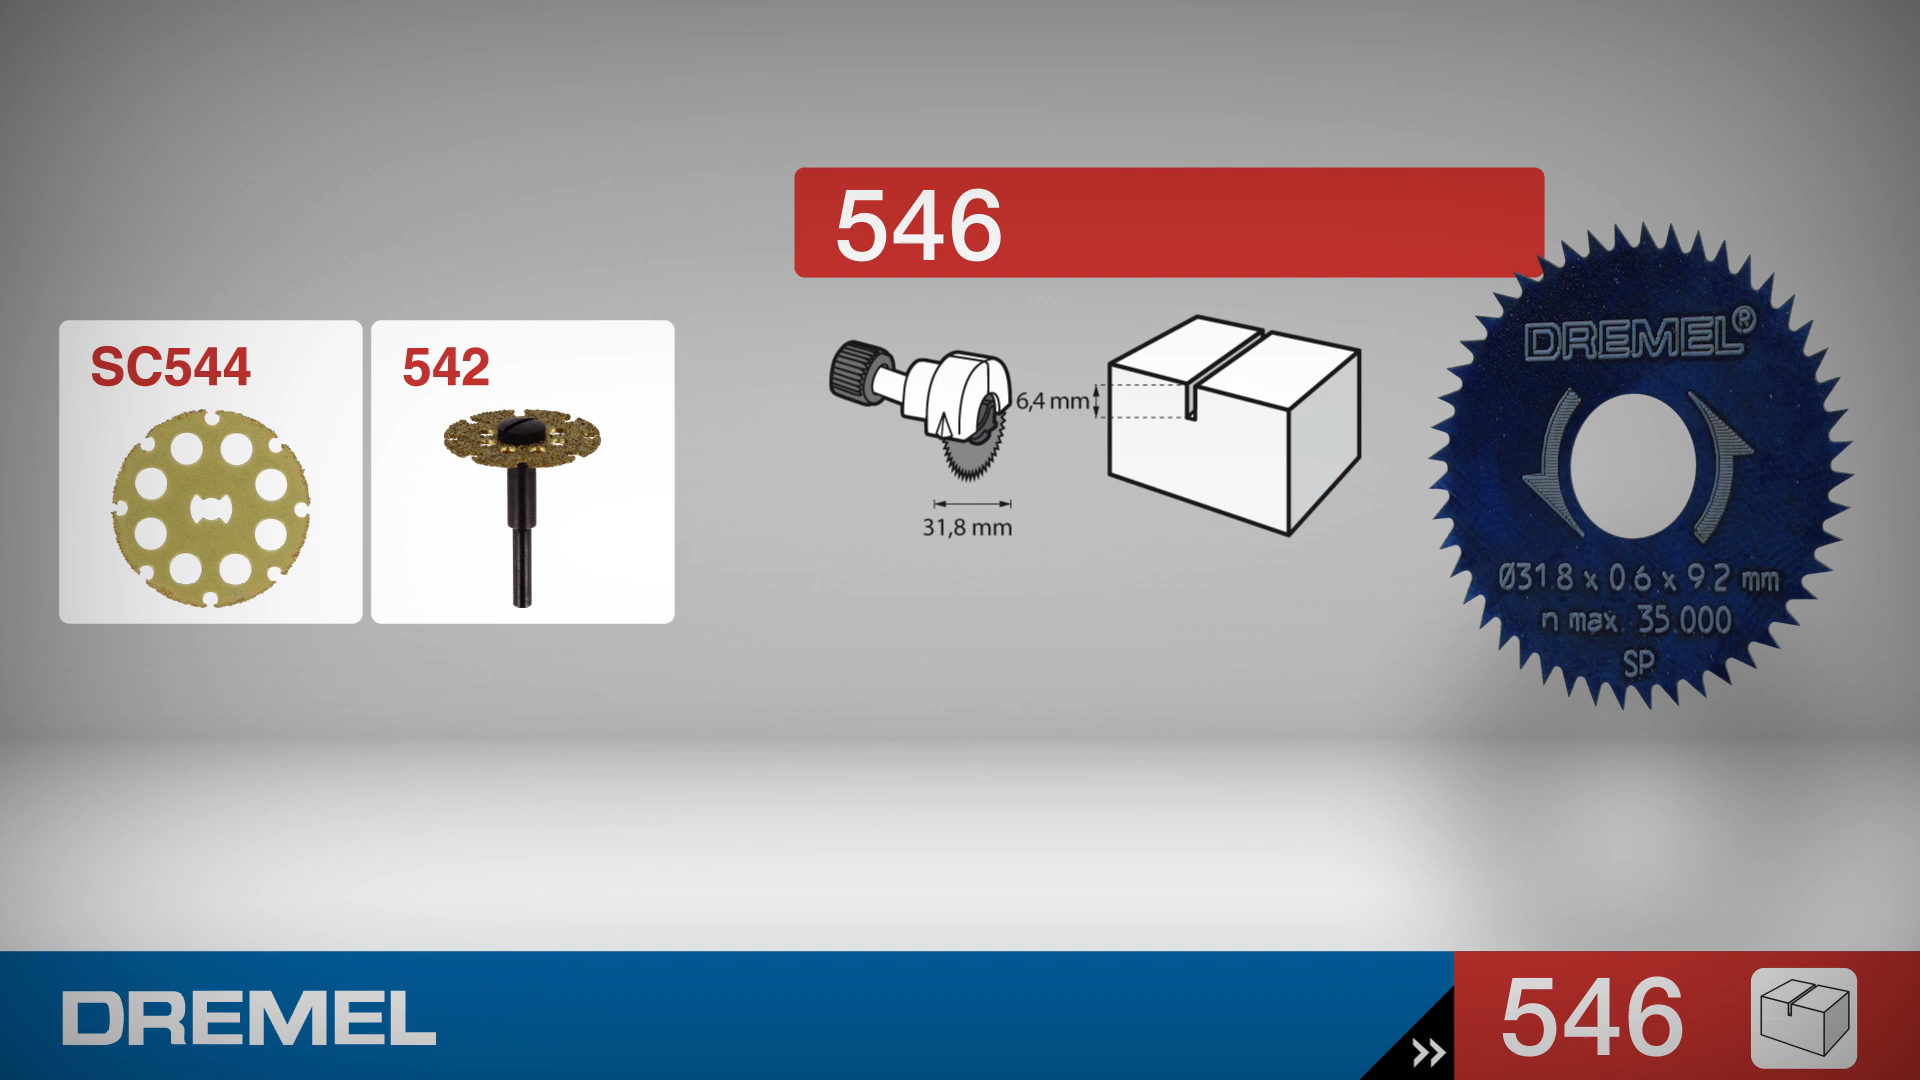 546
SC544
542
6,4 mm
31,8 mm
DREMEL®
Ø31.8 x 0.6 x 9.2 mm
n max. 35.000
SP
DREMEL
546